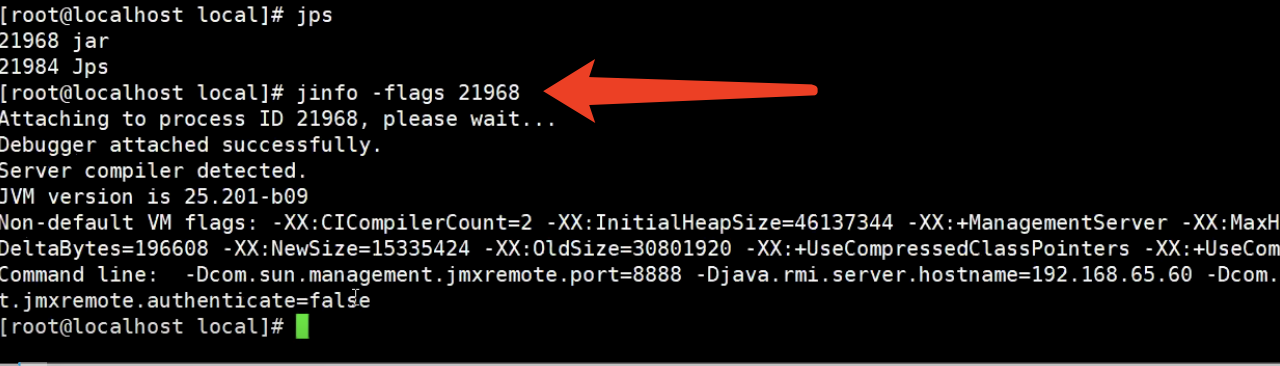 [root@localhost local]# jps
21968 jar
21984 Jps
[root@localhost local]# jinfo -flags 21968
Attaching to process ID 21968, please wait...
Debugger attached successfully.
Server compiler detected.
JVM version is 25.201-b09
Non-default VM flags: -XX:CICompilerCount=2 -XX:InitialHeapSize=46137344 -XX:+ManagementServer -XX:MaxH
DeltaBytes=196608 -XX:NewSize=15335424 -XX:OldSize=30801920 -XX:+UseCompressedClassPointers -XX:+UseCom
Command line:  -Dcom.sun.management.jmxremote.port=8888 -Djava.rmi.server.hostname=192.168.65.60 -Dcom.
t.jmxremote.authenticate=false
[root@localhost local]#